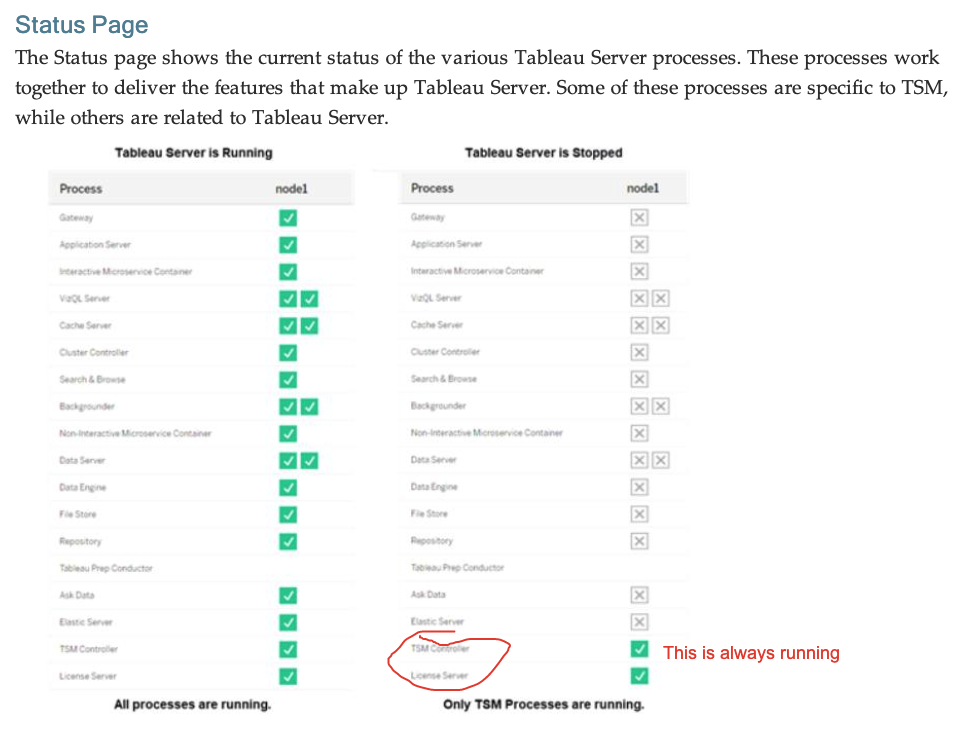 Status Page
The Status page shows the current status of the various Tableau Server processes. These processes work
together to deliver the features that make up Tableau Server. Some of these processes are specific to TSM,
while others are related to Tableau Server.
Tableau Server is Running
Process node1
Gateway
Application Server
Interactive Microservice Container
VizQL Server
Cache Server
Cluster Controller
Search & Browse
Backgrounder
Non-Interactive Microservice Container
Data Server
Data Engine
File Store
Repository
Tableau Prep Conductor
Ask Data
Elastic Server
TSM Controller
License Server
All processes are running.
Tableau Server is Stopped
Process node1
Gateway
Application Server
Interactive Microservice Container
VizQL Server
Cache Server
Cluster Controller
Search & Browse
Backgrounder
Non-Interactive Microservice Container
Data Server
Data Engine
File Store
Repository
Tableau Prep Conductor
Ask Data
Elastic Server
TSM Controller
This is always running
License Server
Only TSM Processes are running.